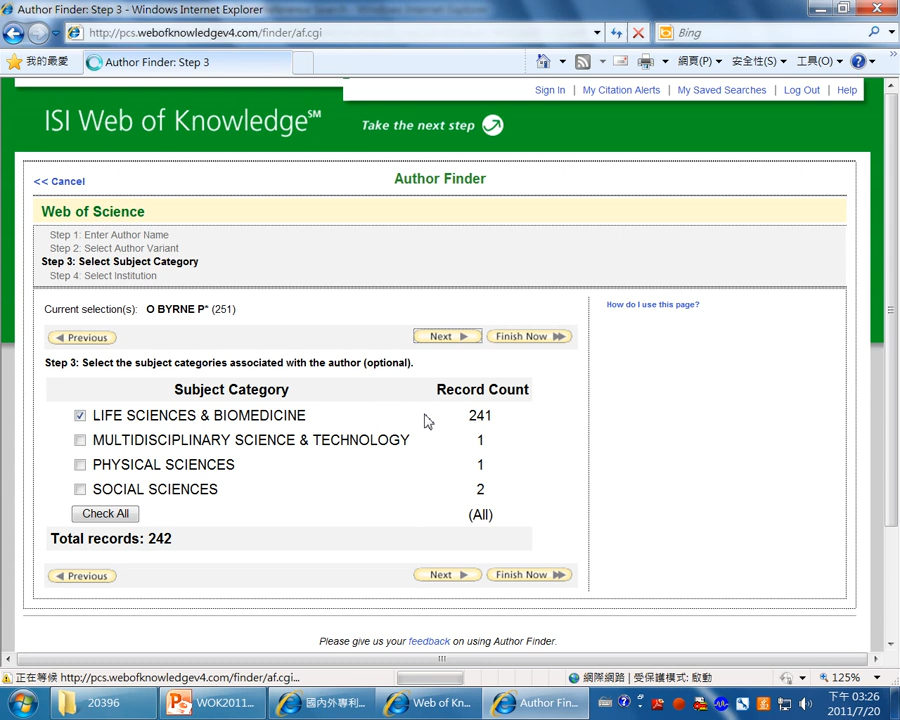 Author Finder: Step 3 - Windows Internet Explorer
http://pcs.webofknowledgev4.com/finder/af.cgi
Bing
我的最愛
Author Finder: Step 3
網頁(P)
安全性(S)
工具(O)
Sign In | My Citation Alerts | My Saved Searches | Log Out | Help
ISI Web of Knowledge℠
Take the next step
<< Cancel
Author Finder
Web of Science
Step 1: Enter Author Name
Step 2: Select Author Variant
Step 3: Select Subject Category
Step 4: Select Institution
Current selection(s): O BYRNE P* (251)
How do I use this page?
Previous
Next
Finish Now
Step 3: Select the subject categories associated with the author (optional).
Subject Category Record Count
LIFE SCIENCES & BIOMEDICINE 241
MULTIDISCIPLINARY SCIENCE & TECHNOLOGY 1
PHYSICAL SCIENCES 1
SOCIAL SCIENCES 2
Check All (All)
Total records: 242
Previous
Next
Finish Now
Please give us your feedback on using Author Finder.
正在等候 http://pcs.webofknowledgev4.com/finder/af.cgi...
網際網路 | 受保護模式: 啟動
125%
20396
WOK2011...
國內外專利...
Web of Kn...
Author Fin...
下午 03:26
2011/7/20